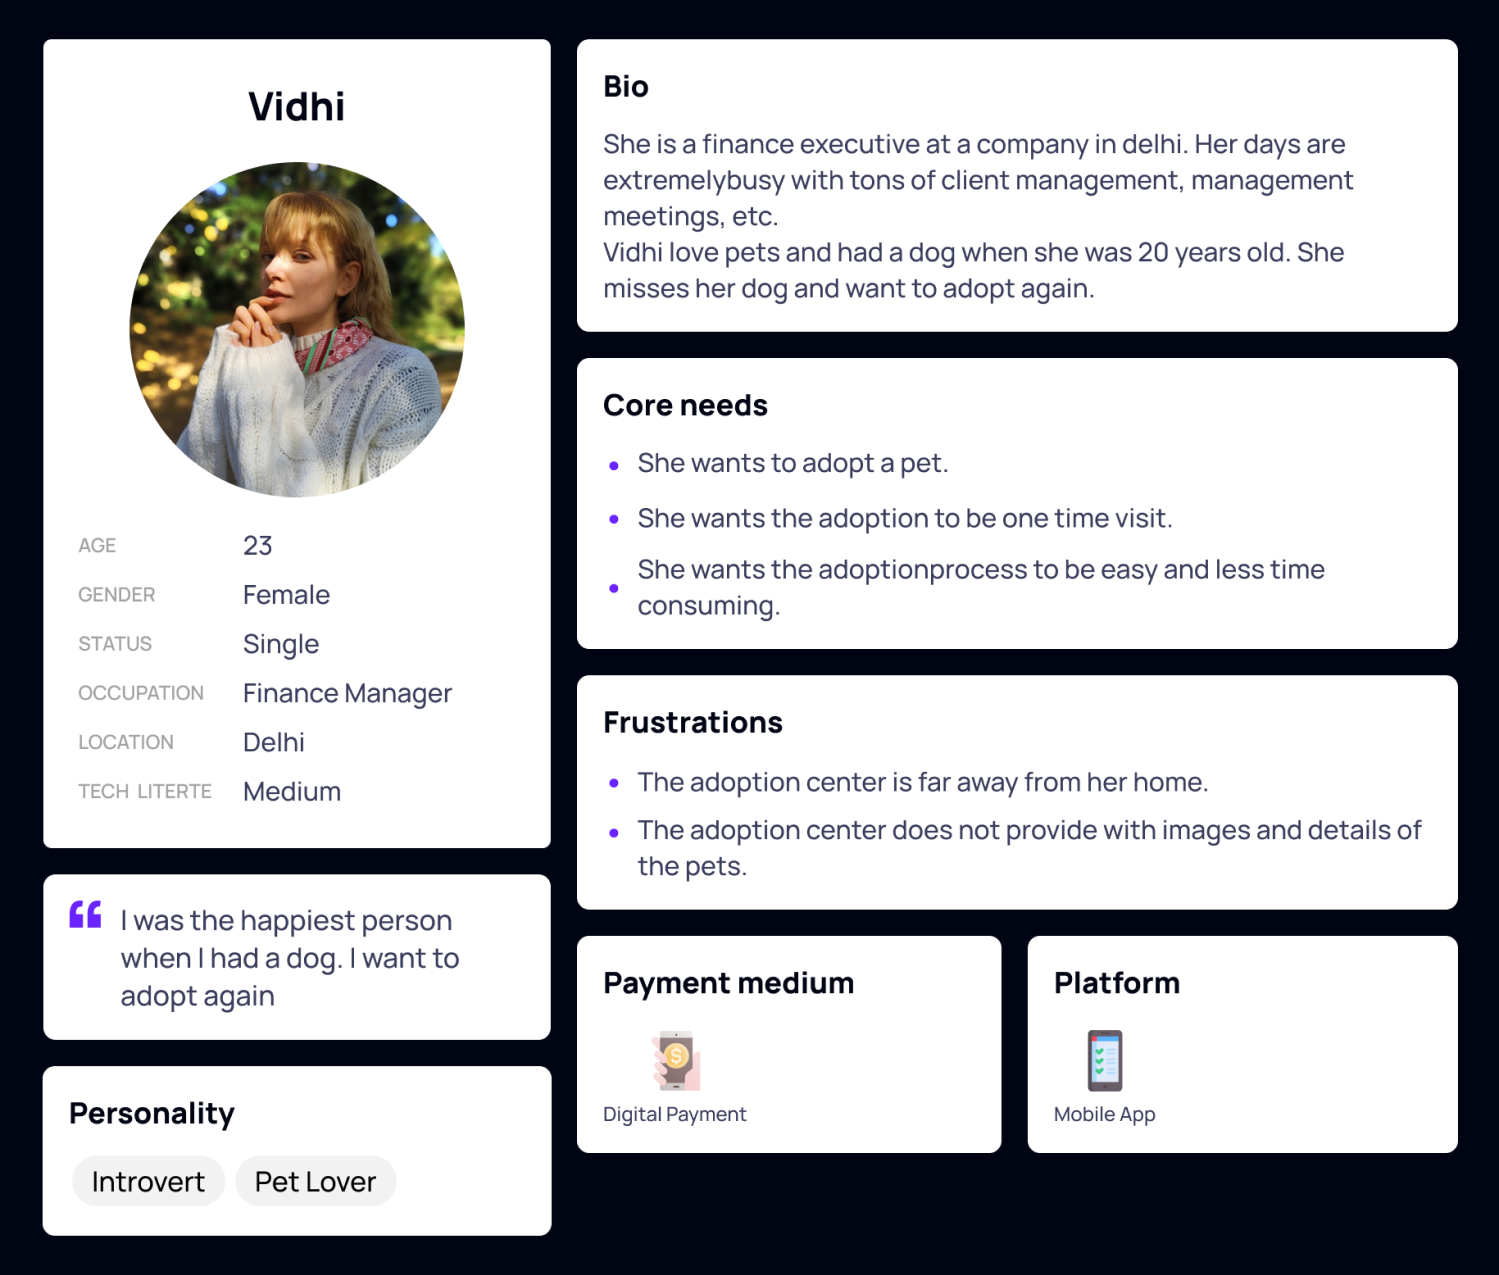 Vidhi
AGE 23
GENDER Female
STATUS Single
OCCUPATION Finance Manager
LOCATION Delhi
TECH LITERTE Medium
I was the happiest person
when I had a dog. I want to
adopt again
Personality
Introvert Pet Lover
Bio
She is a finance executive at a company in delhi. Her days are
extremelybusy with tons of client management, management
meetings, etc.
Vidhi love pets and had a dog when she was 20 years old. She
misses her dog and want to adopt again.
Core needs
She wants to adopt a pet.
She wants the adoption to be one time visit.
She wants the adoptionprocess to be easy and less time
consuming.
Frustrations
The adoption center is far away from her home.
The adoption center does not provide with images and details of
the pets.
Payment medium
$
Digital Payment
Platform
Mobile App